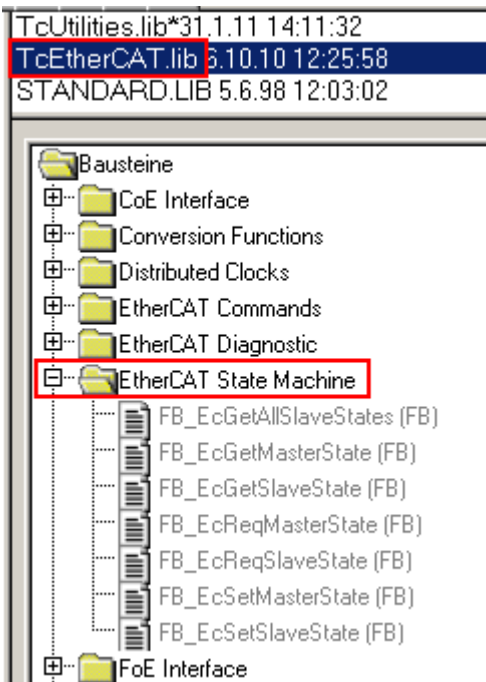 TcUtilities.lib*31.1.11 14:11:32
TcEtherCAT.lib 6.10.10 12:25:58
STANDARD.LIB 5.6.98 12:03:02
Bausteine
CoE Interface
Conversion Functions
Distributed Clocks
EtherCAT Commands
EtherCAT Diagnostic
EtherCAT State Machine
FB_EcGetAllSlaveStates (FB)
FB_EcGetMasterState (FB)
FB_EcGetSlaveState (FB)
FB_EcReqMasterState (FB)
FB_EcReqSlaveState (FB)
FB_EcSetMasterState (FB)
FB_EcSetSlaveState (FB)
FoE Interface